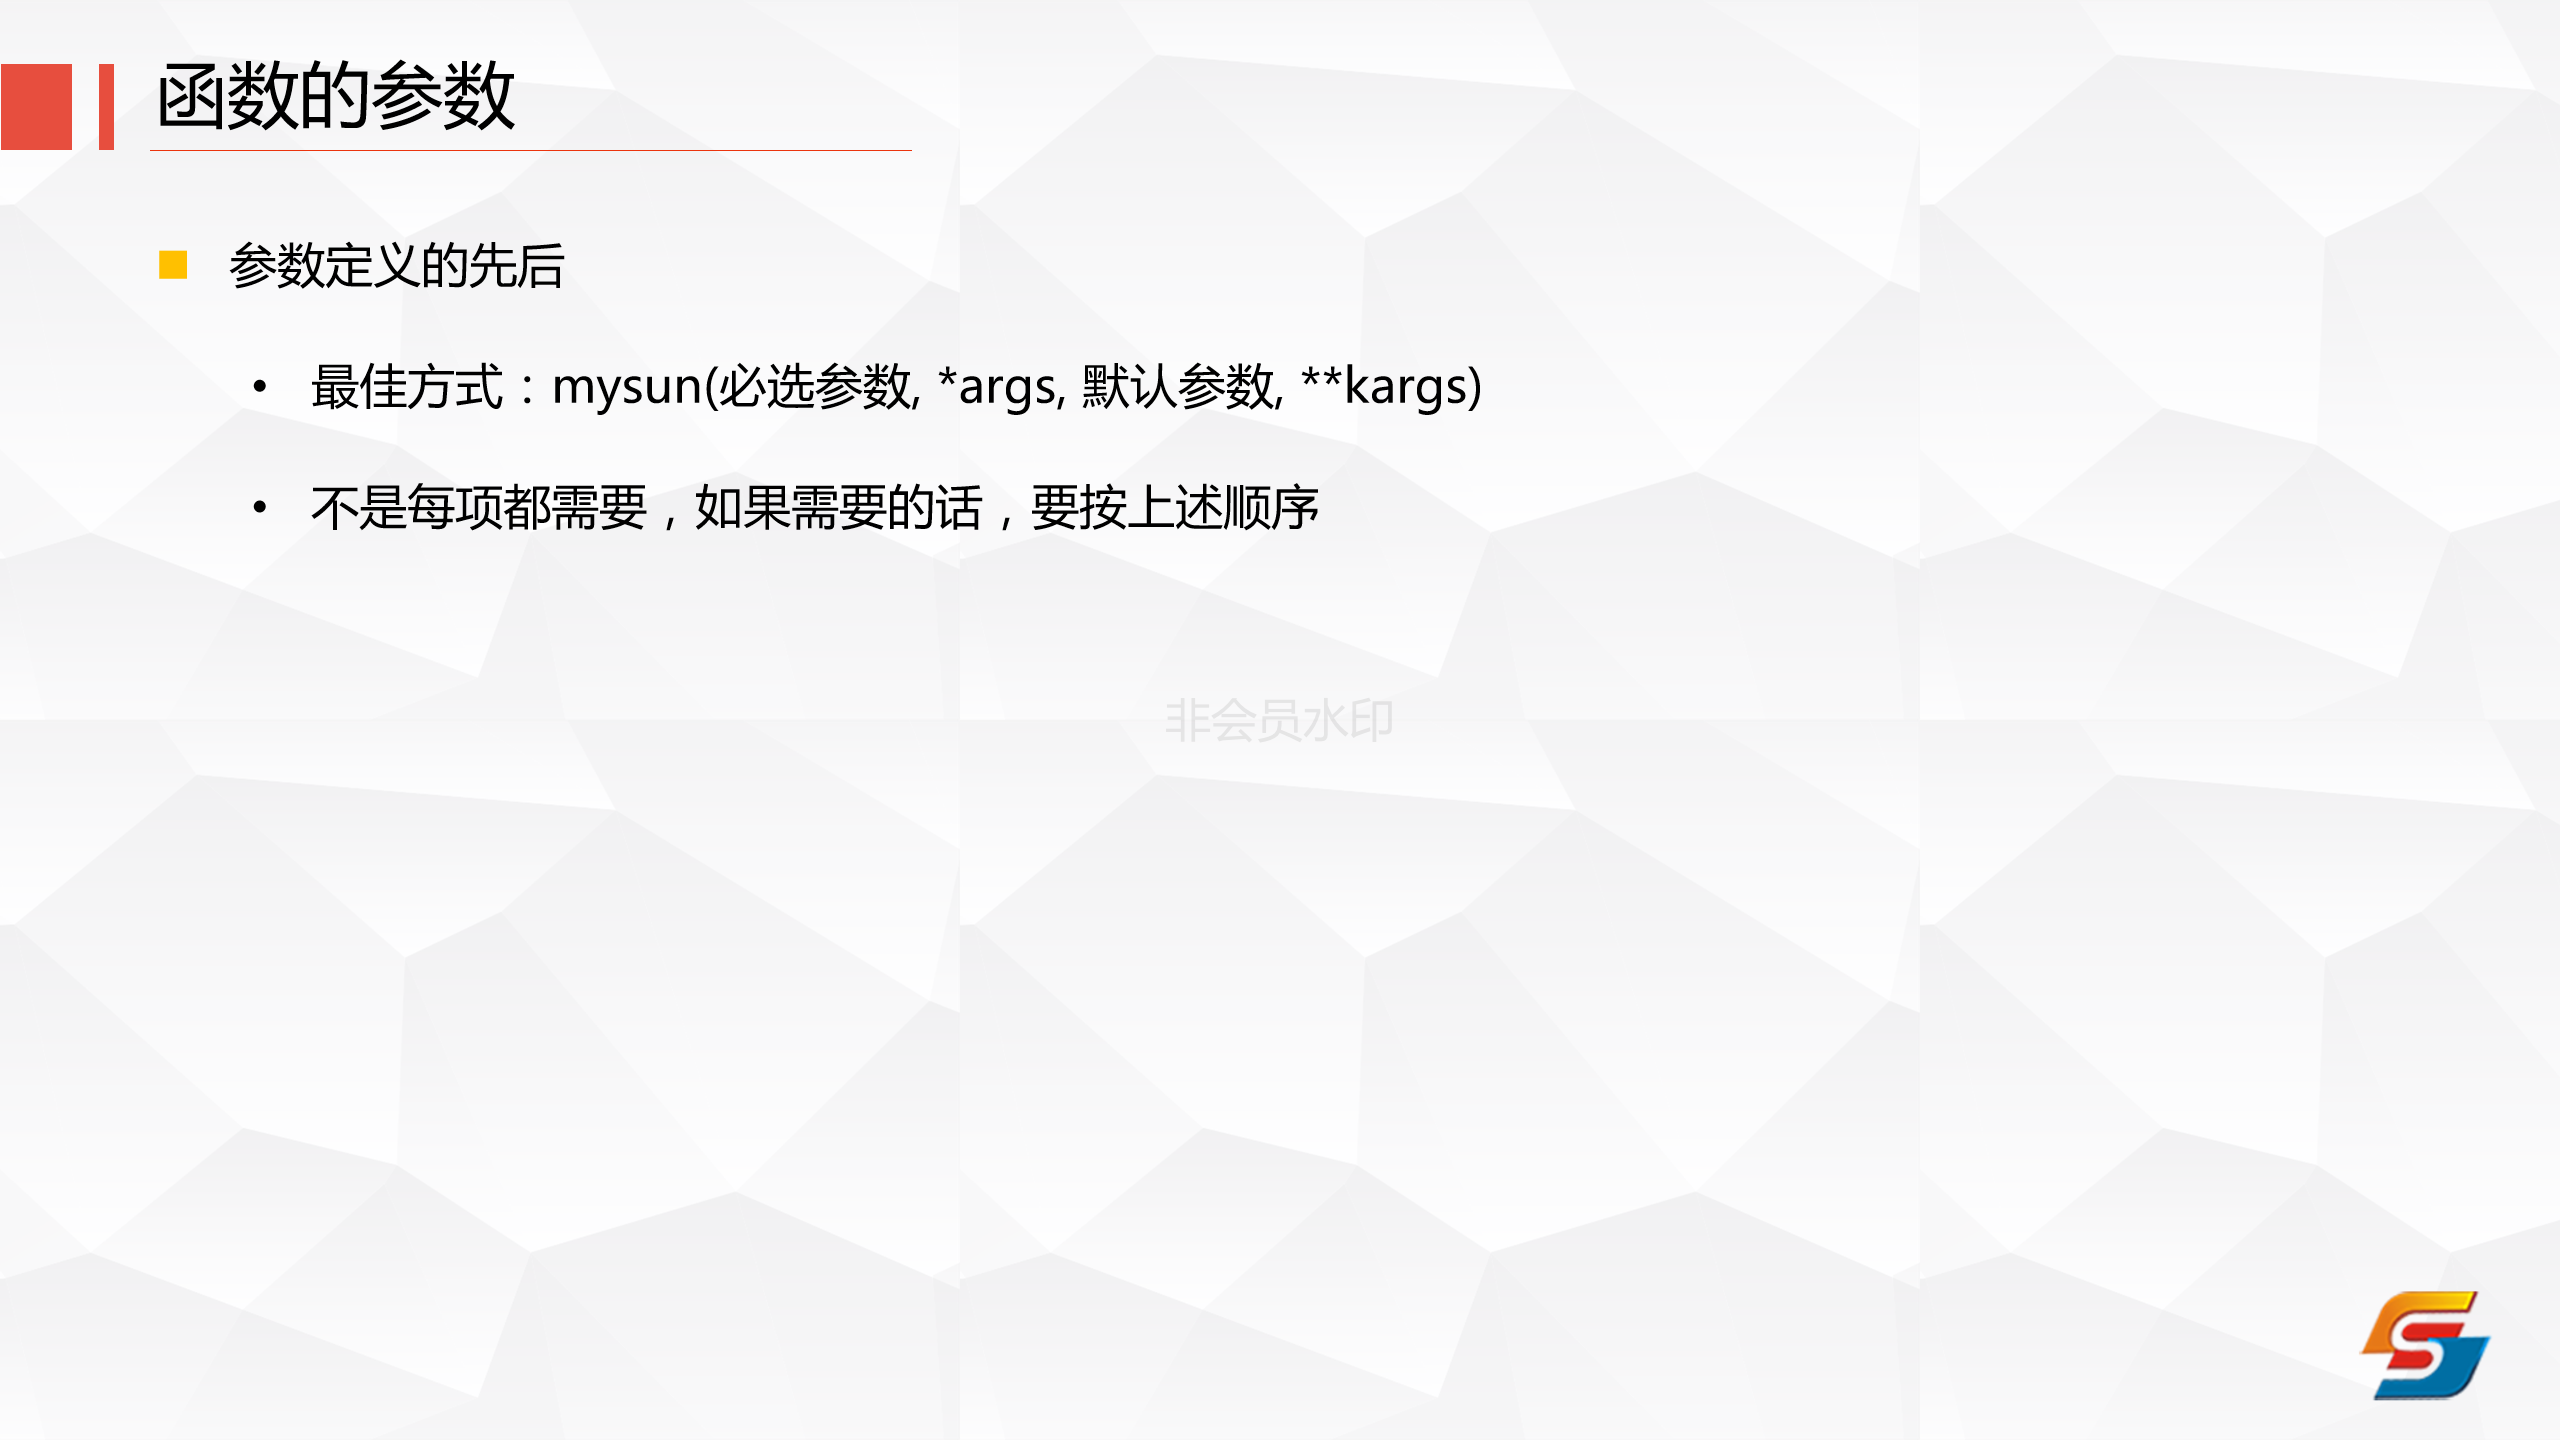 函数的参数
参数定义的先后
• 最佳方式：mysun(必选参数, *args, 默认参数, **kargs)
• 不是每项都需要，如果需要的话，要按上述顺序
非会员水印